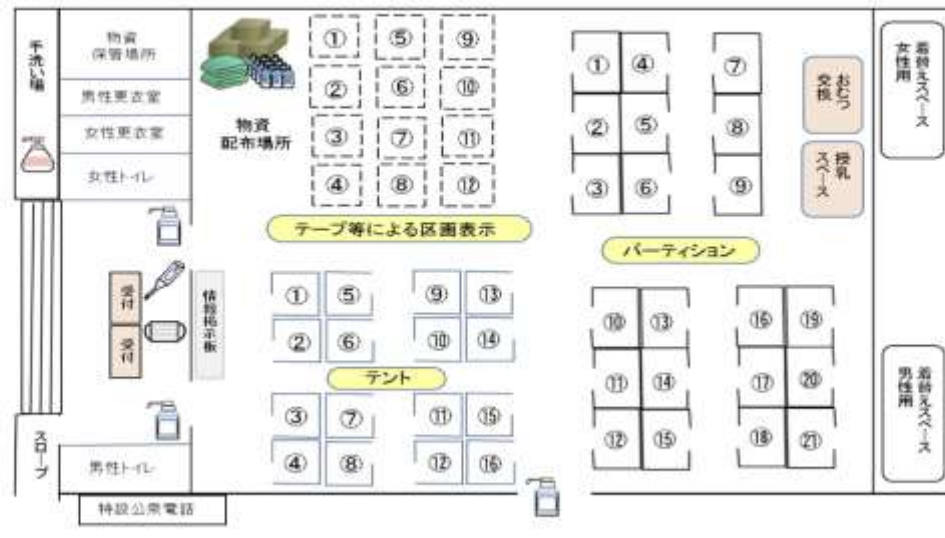 手洗い場
物資
保管場所
男性更衣室
女性更衣室
女性トイレ
物資
配布場所
①
⑤
⑨
②
⑥
⑩
③
⑦
⑪
④
⑧
⑫
テープ等による区画表示
①
④
⑦
②
⑤
⑧
③
⑥
⑨
おむつ
交換
授乳
スペース
着替えスペース
女性用
パーティション
受付
受付
情報掲示板
①
⑤
⑨
⑬
②
⑥
⑩
⑭
テント
③
⑦
⑪
⑮
④
⑧
⑫
⑯
⑩
⑬
⑯
⑲
⑪
⑭
⑰
⑳
⑫
⑮
⑱
㉑
着替えスペース
男性用
スロープ
男性トイレ
特設公衆電話